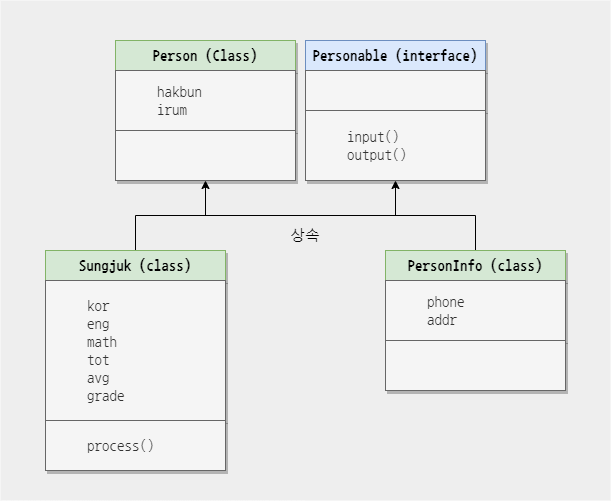 Person (Class)
hakbun
irum
Personable (interface)
input()
output()
상속
Sungjuk (class)
kor
eng
math
tot
avg
grade
process()
PersonInfo (class)
phone
addr